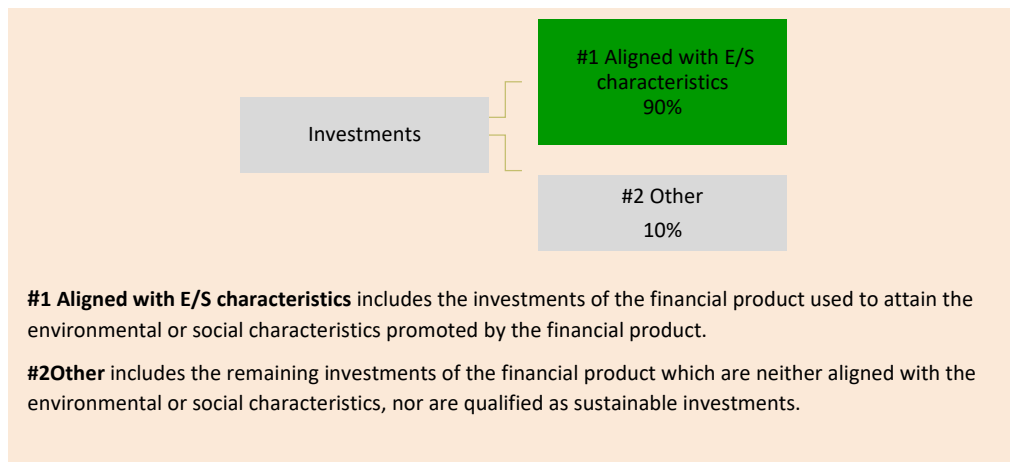 #1 Aligned with E/S
characteristics
90%
Investments
#2 Other
10%
#1 Aligned with E/S characteristics includes the investments of the financial product used to attain the
environmental or social characteristics promoted by the financial product.
#2Other includes the remaining investments of the financial product which are neither aligned with the
environmental or social characteristics, nor are qualified as sustainable investments.